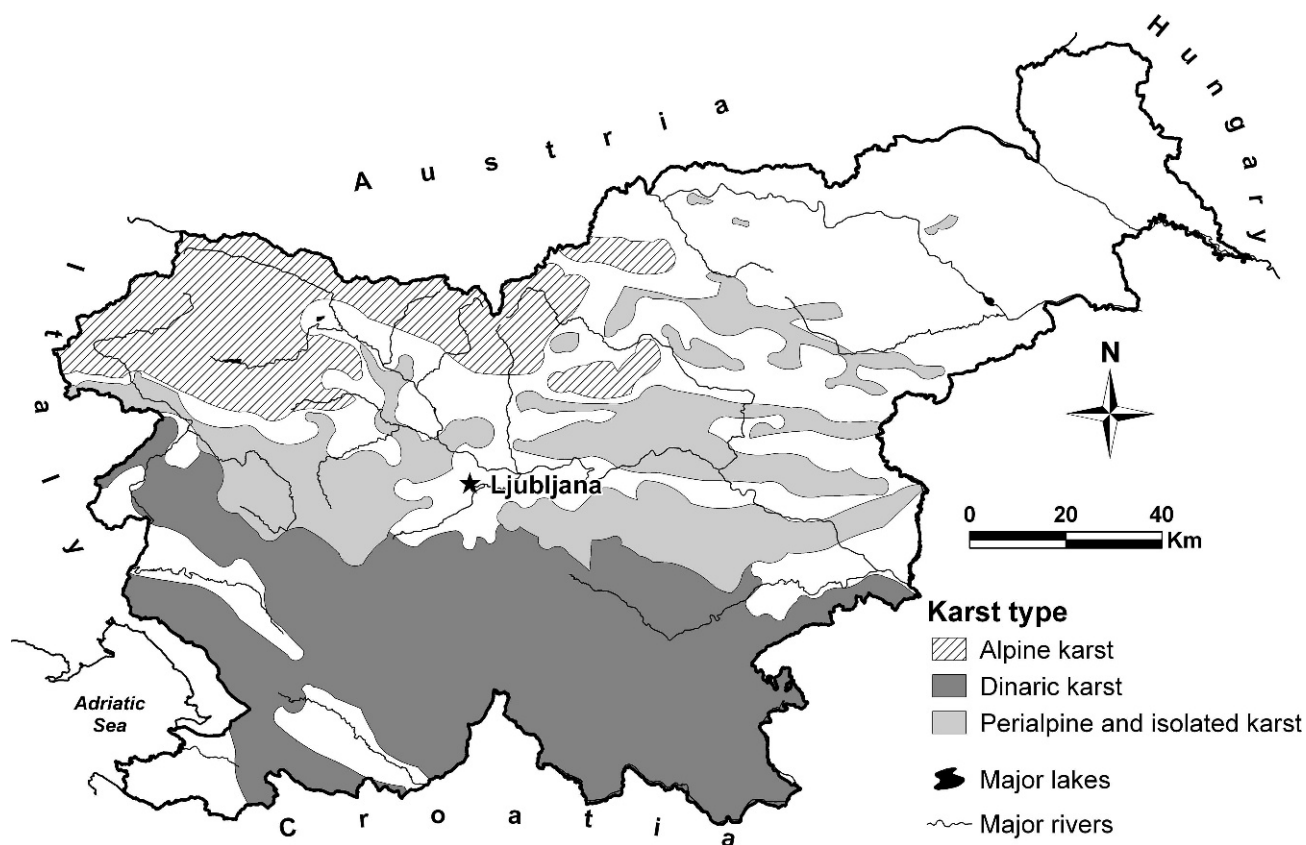 Hungary
Austria
Italy
N
Ljubljana
0 20 40
Km
Karst type
Alpine karst
Dinaric karst
Perialpine and isolated karst
Adriatic
Sea
Major lakes
Major rivers
Croatia